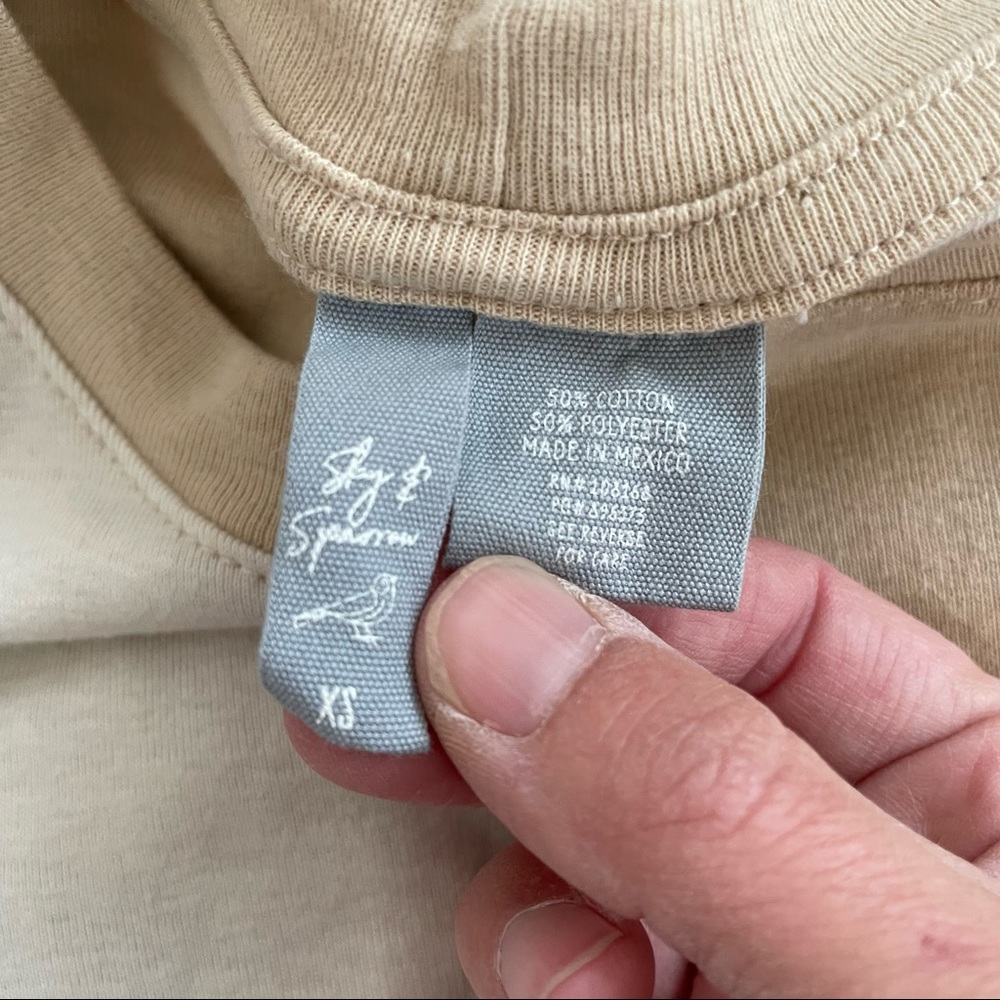 Sky &
Sparrow
XS
50% COTTON
50% POLYESTER
MADE IN MEXICO
SEE REVERSE
FOR CARE